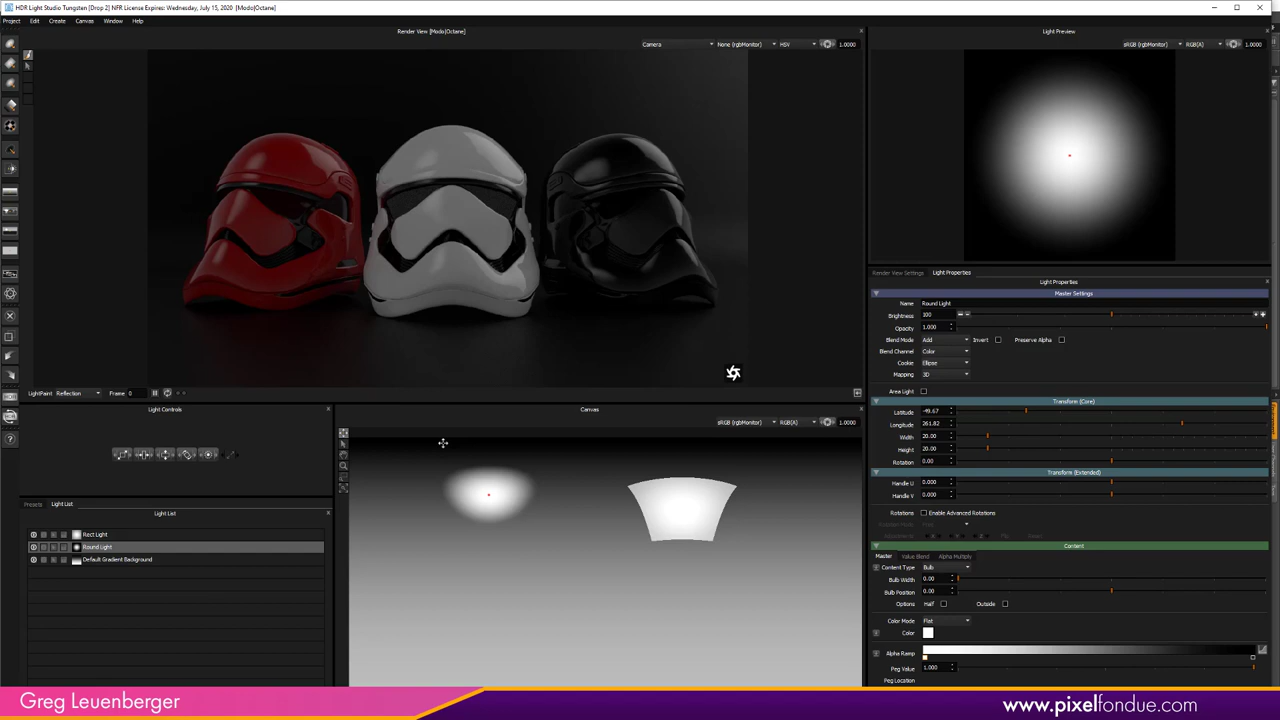 HDR Light Studio Tungsten [Drop 2] NFR License Expires: Wednesday, July 15, 2020 [Modo|Octane]
Project Edit Create Canvas Window Help
Render View [Modo|Octane]
Camera None (rgbMonitor) HSV 1.0000
LightPaint Reflection Frame 0
Light Controls
Presets Light List
Light List
Rect Light
Round Light
Default Gradient Background
Canvas
sRGB (rgbMonitor) RGB(A) 1.0000
Light Preview
sRGB (rgbMonitor) RGB(A) 1.0000
Render View Settings Light Properties
Light Properties
Master Settings
Name Round Light
Brightness 100
Opacity 1.000
Blend Mode Add Invert Preserve Alpha
Blend Channel Color
Cookie Ellipse
Mapping 3D
Area Light
Transform (Core)
Latitude -49.67
Longitude 261.82
Width 20.00
Height 20.00
Rotation 0.00
Transform (Extended)
Handle U 0.000
Handle V 0.000
Rotations Enable Advanced Rotations
Content
Master Value Blend Alpha Multiply
Content Type Bulb
Bulb Width 0.00
Bulb Position 0.00
Options Half Outside
Color Mode Flat
Color
Alpha Ramp
Peg Value 1.000
Peg Location
Greg Leuenberger
www.pixelfondue.com